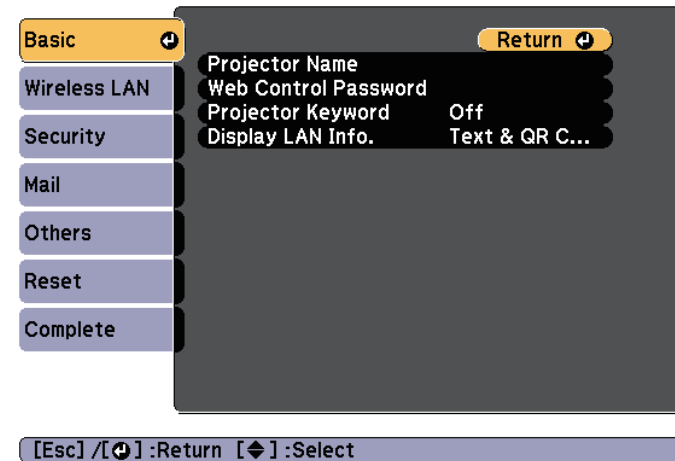 Basic
Return
Projector Name
Wireless LAN
Web Control Password
Projector Keyword Off
Security
Display LAN Info. Text & QR C...
Mail
Others
Reset
Complete
[Esc] /[ ] :Return [ ] :Select